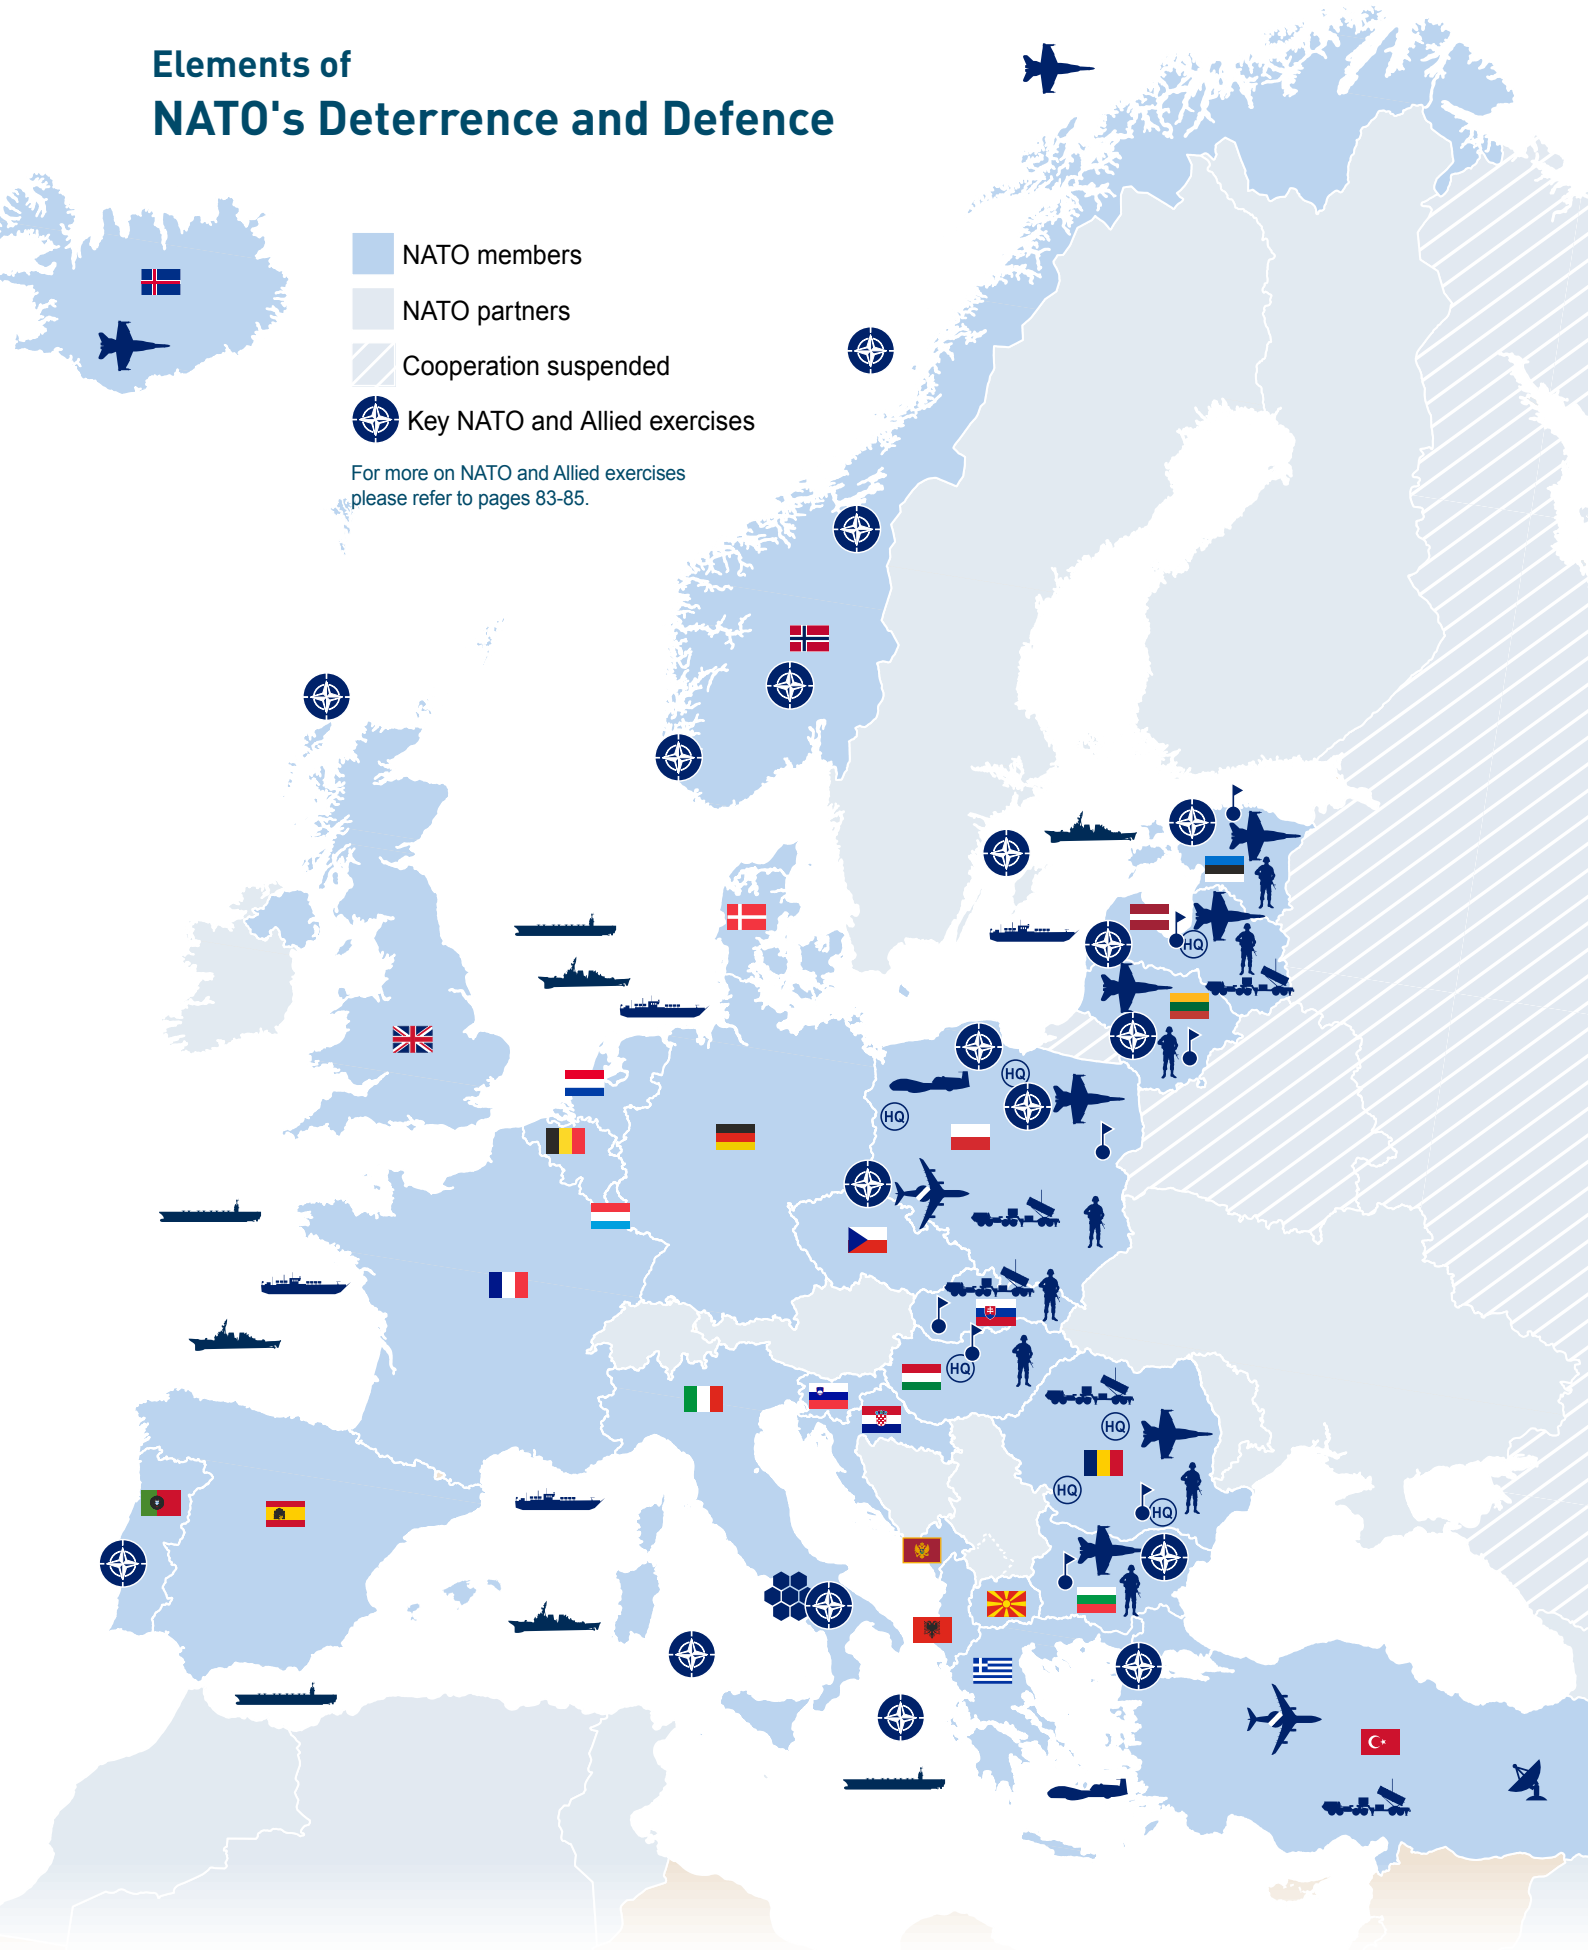 Elements of
NATO's Deterrence and Defence
NATO members
NATO partners
Cooperation suspended
Key NATO and Allied exercises
For more on NATO and Allied exercises
please refer to pages 83-85.
HQ
HQ
HQ
HQ
HQ
HQ
HQ